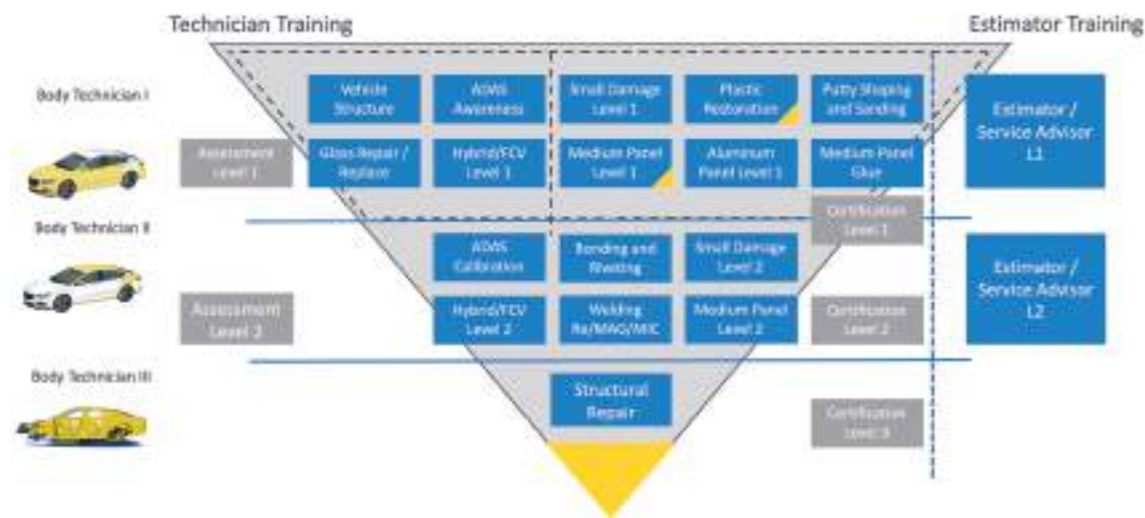 Technician Training
Estimator Training
Body Technician I
Vehicle
Structure
ADAS
Awareness
Small Damage
Level 1
Plastic
Restoration
Putty Shaping
and Sanding
Estimator /
Service Advisor
L1
Assessment
Level 1
Glass Repair /
Replace
Hybrid/FCV
Level 1
Medium Panel
Level 1
Aluminum
Panel Level 1
Medium Panel
Glue
Certification
Level 1
Body Technician II
ADAS
Calibration
Bonding and
Riveting
Small Damage
Level 2
Estimator /
Service Advisor
L2
Assessment
Level 2
Hybrid/FCV
Level 2
Welding
Medium Panel
Level 2
Certification
Level 2
Body Technician III
Structural
Repair
Certification
Level 3